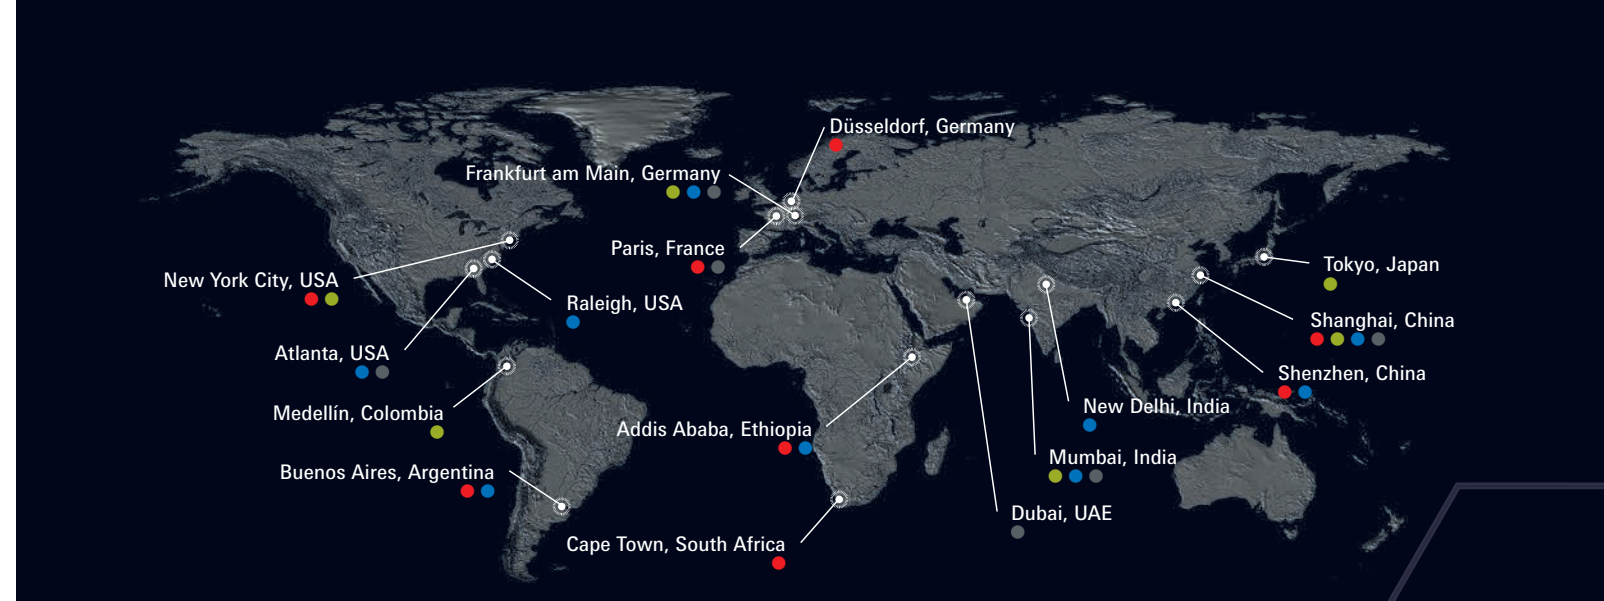 Düsseldorf, Germany
Frankfurt am Main, Germany
Paris, France
New York City, USA
Raleigh, USA
Atlanta, USA
Medellín, Colombia
Buenos Aires, Argentina
Addis Ababa, Ethiopia
Cape Town, South Africa
Tokyo, Japan
Shanghai, China
Shenzhen, China
New Delhi, India
Mumbai, India
Dubai, UAE